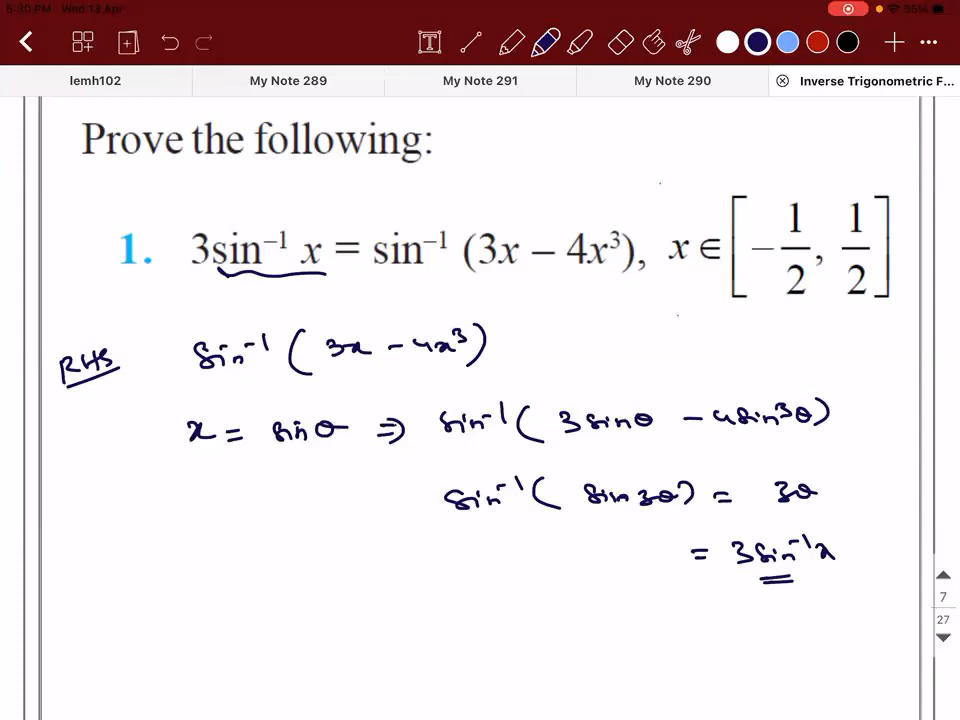 5:30 PM Wed 13 Apr 35%
lemh102 My Note 289 My Note 291 My Note 290 Inverse Trigonometric F...
Prove the following:
1. 3sin⁻¹ x = sin⁻¹ (3x – 4x³), x ∈ [–1/2, 1/2]
RHS sin⁻¹ (3x – 4x³)
x = sinθ ⇒ sin⁻¹ (3sinθ – 4sin³θ)
sin⁻¹ (sin3θ) = 3θ
= 3sin⁻¹x
7
27